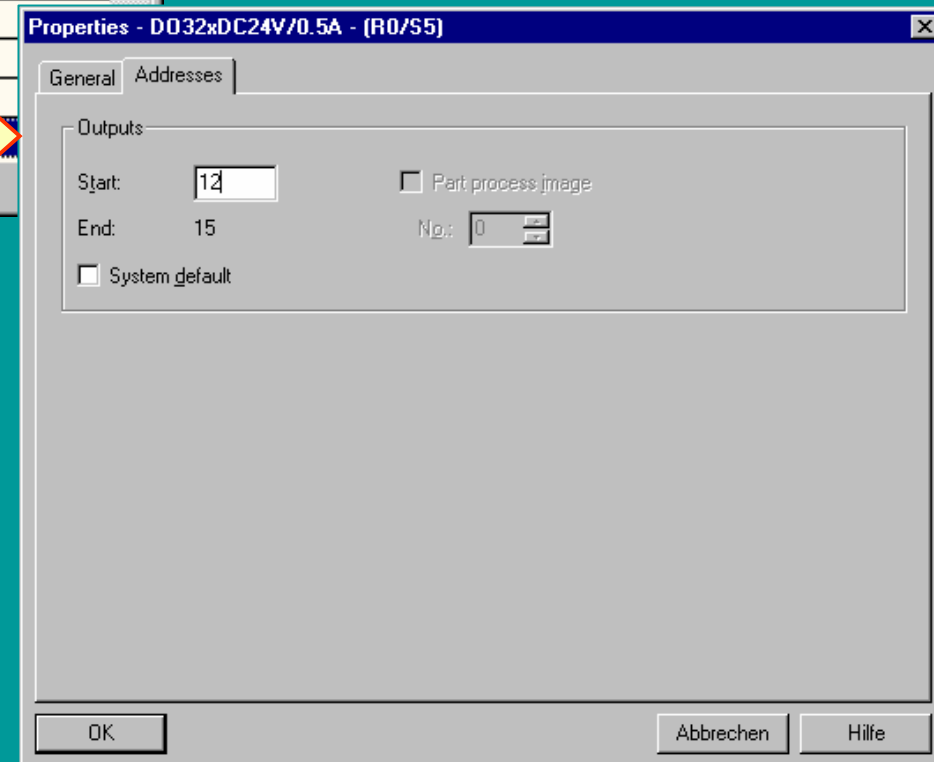 Properties - DO32xDC24V/0.5A - (R0/S5)
General Addresses
Outputs
Start: 12 Part process image
End: 15 No.: 0
System default
OK Abbrechen Hilfe